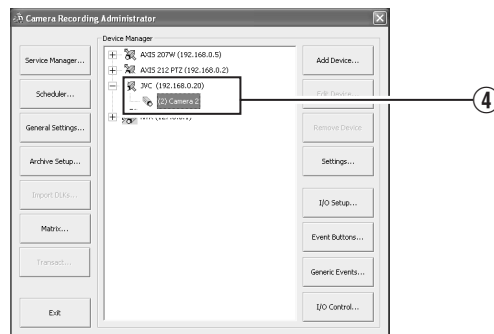 Camera Recording Administrator
Device Manager
Service Manager...
Scheduler...
General Settings...
Archive Setup...
Import DLKs...
Matrix...
Transact...
Exit
AXIS 207W (192.168.0.5)
AXIS 212 PTZ (192.168.0.2)
JVC (192.168.0.20)
(2) Camera 2
Add Device...
Edit Device...
Remove Device
Settings...
I/O Setup...
Event Buttons...
Generic Events...
I/O Control...
4